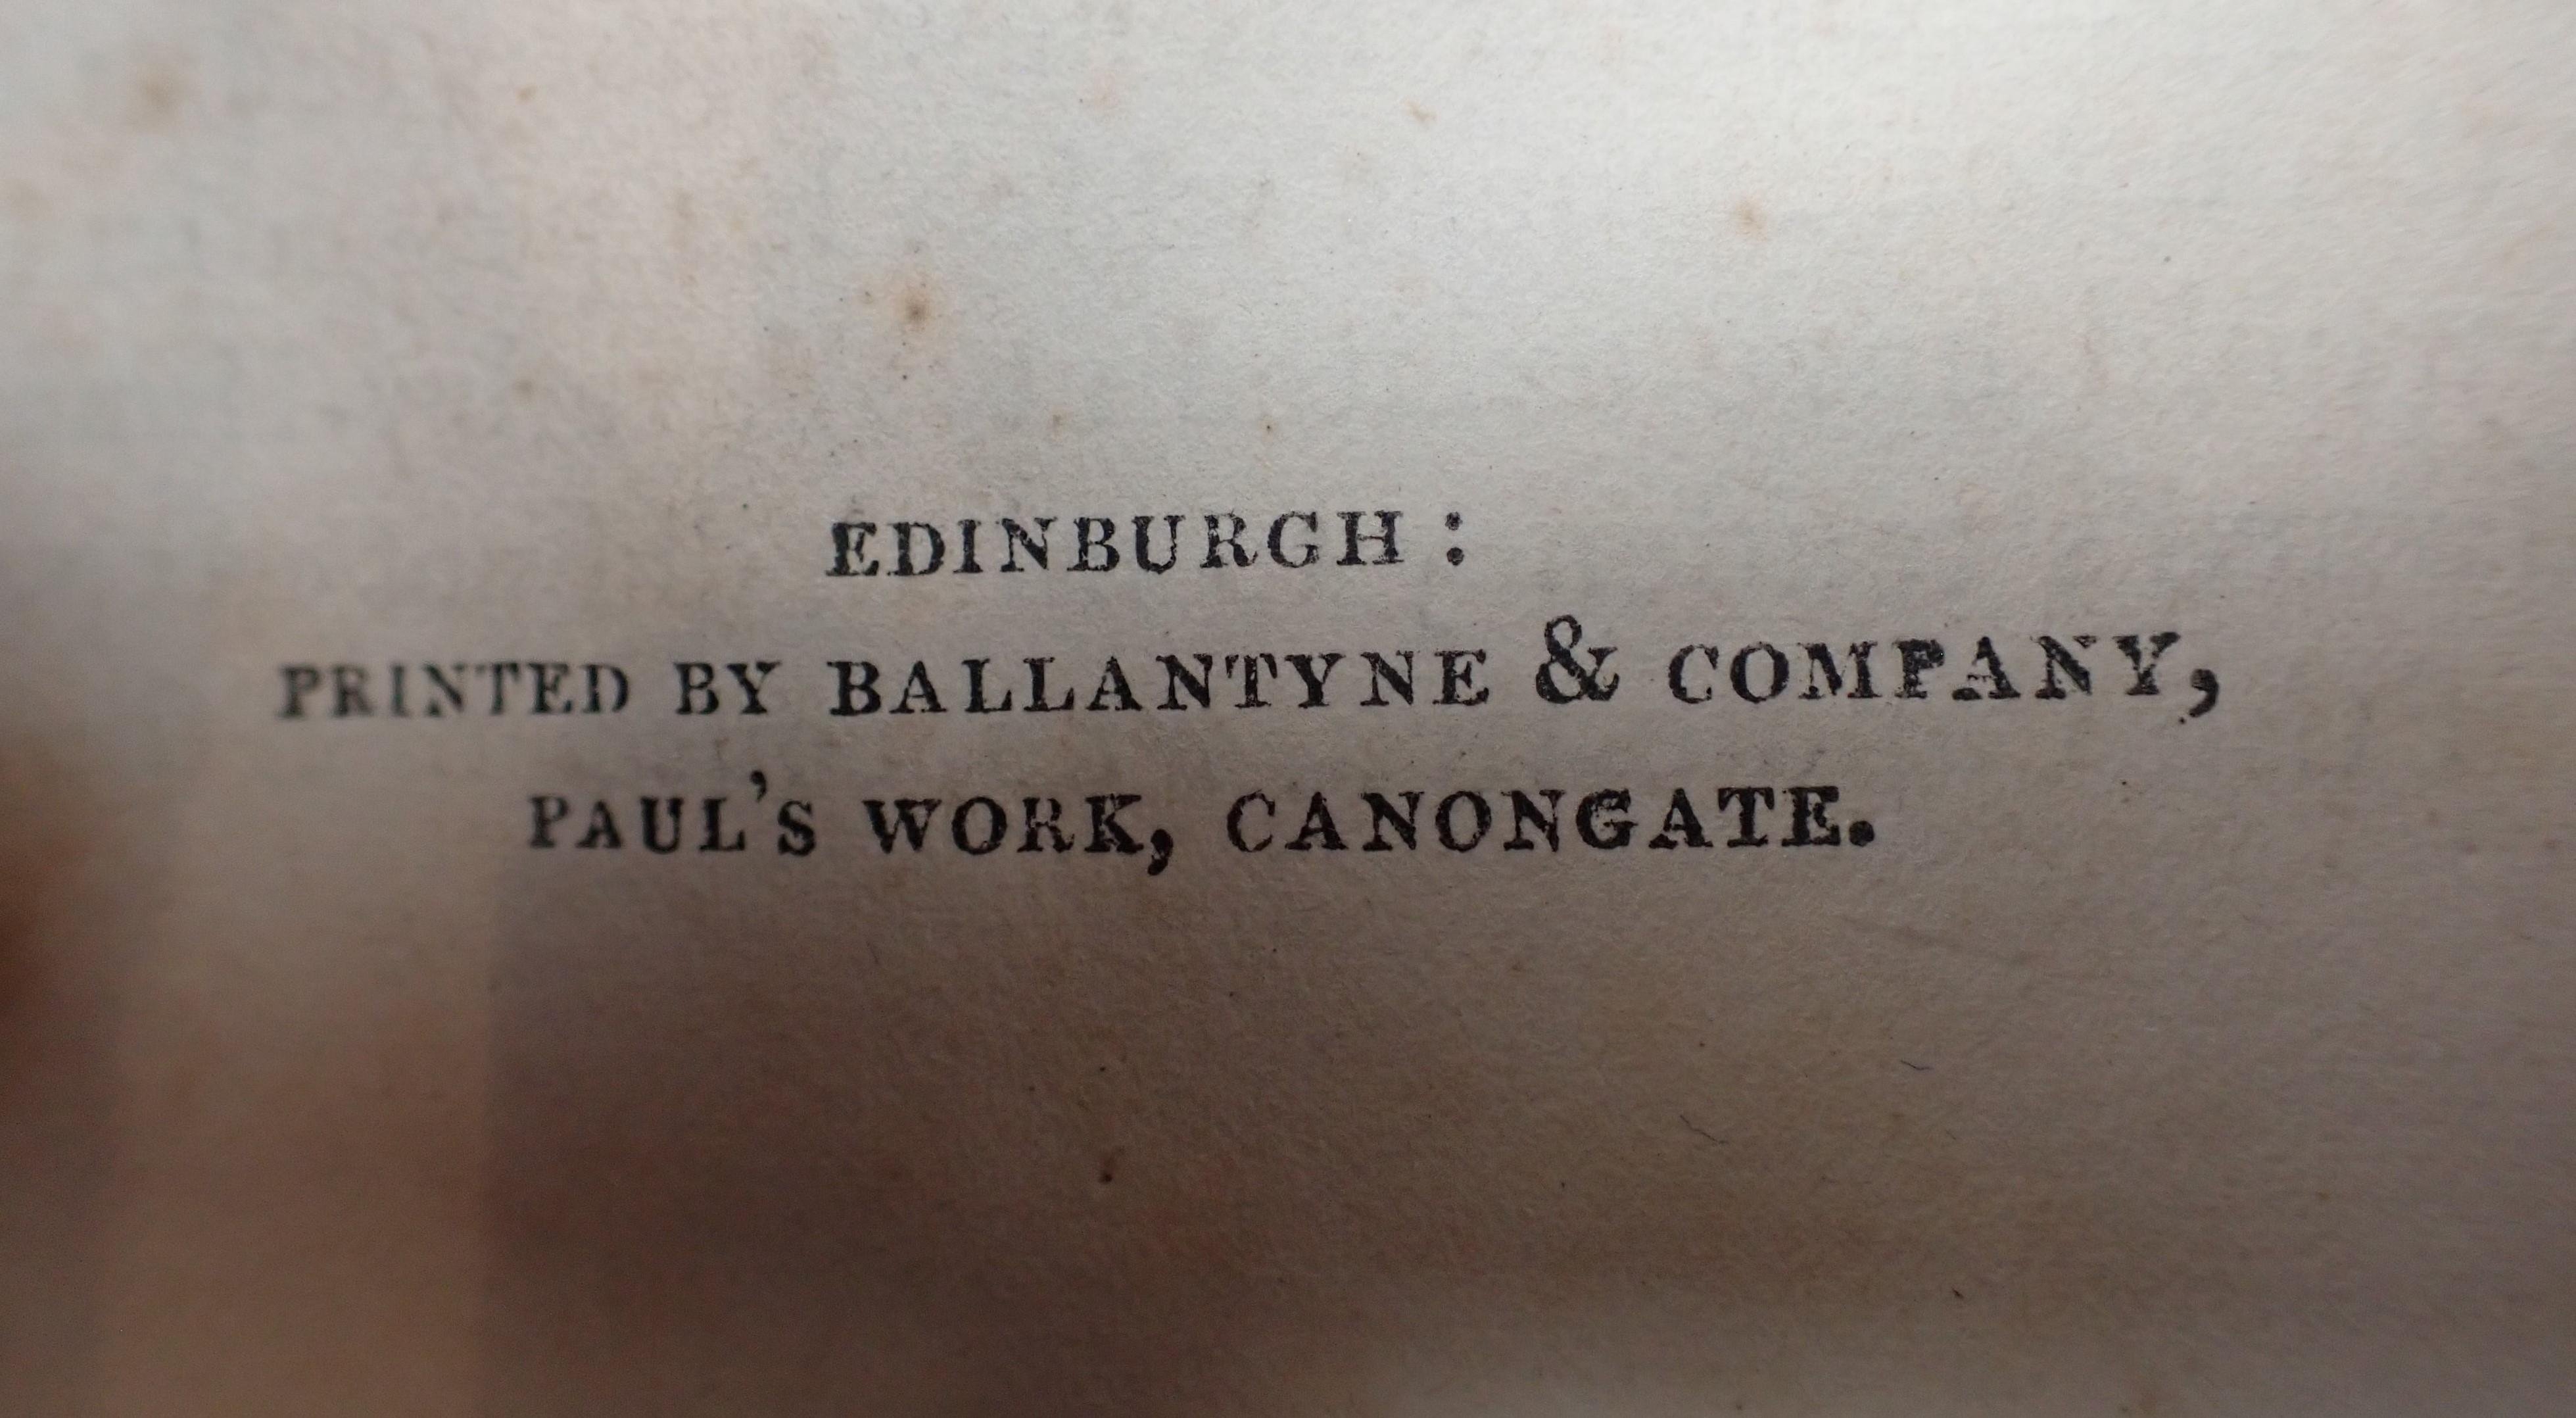 EDINBURGH :
PRINTED BY BALLANTYNE & COMPANY,
PAUL'S WORK, CANONGATE.